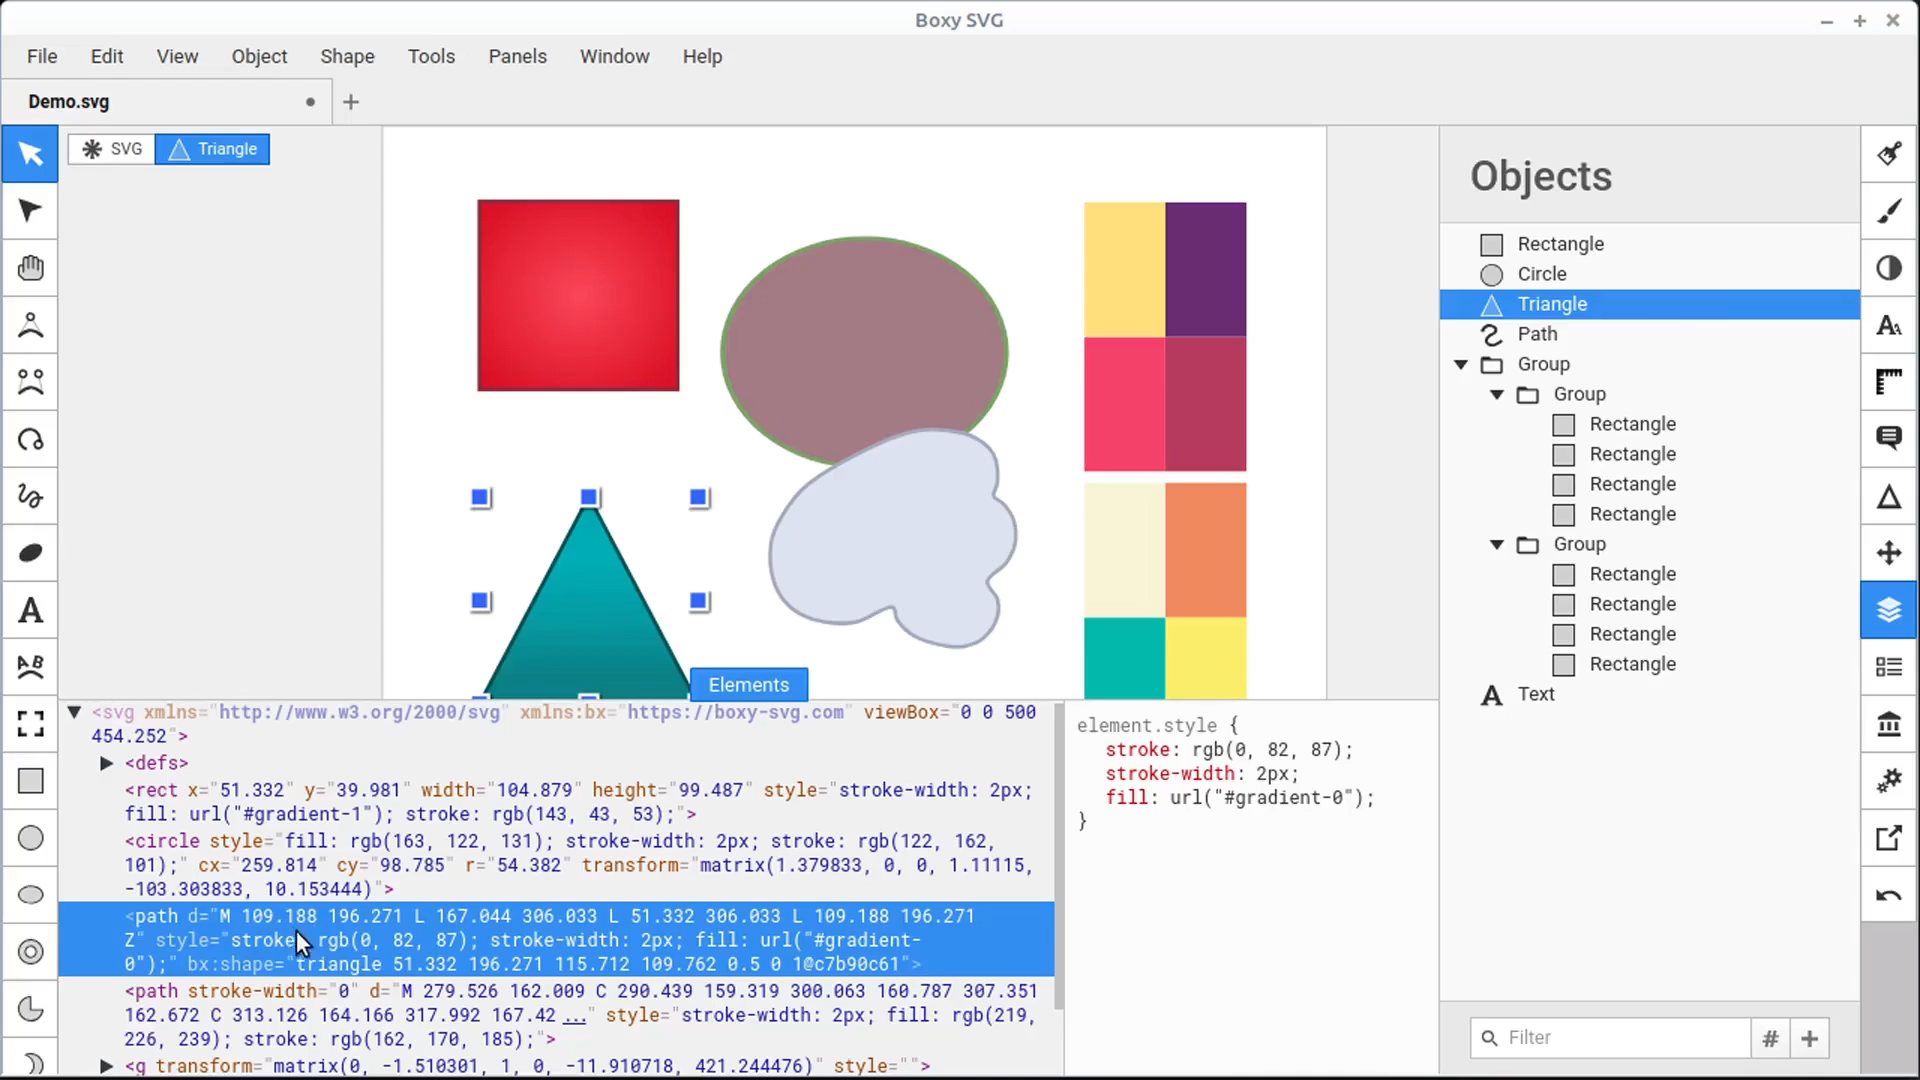 Boxy SVG
File Edit View Object Shape Tools Panels Window Help
Demo.svg
SVG Triangle
Objects
Rectangle
Circle
Triangle
Path
Group
Group
Rectangle
Rectangle
Rectangle
Rectangle
Group
Rectangle
Rectangle
Rectangle
Rectangle
Text
Elements
<svg xmlns="http://www.w3.org/2000/svg" xmlns:bx="https://boxy-svg.com" viewBox="0 0 500
454.252">
<defs>
<rect x="51.332" y="39.981" width="104.879" height="99.487" style="stroke-width: 2px;
fill: url("#gradient-1"); stroke: rgb(143, 43, 53);">
<circle style="fill: rgb(163, 122, 131); stroke-width: 2px; stroke: rgb(122, 162,
101);" cx="259.814" cy="98.785" r="54.382" transform="matrix(1.379833, 0, 0, 1.11115,
-103.303833, 10.153444)">
<path d="M 109.188 196.271 L 167.044 306.033 L 51.332 306.033 L 109.188 196.271
Z" style="stroke: rgb(0, 82, 87); stroke-width: 2px; fill: url("#gradient-
0");" bx:shape="triangle 51.332 196.271 115.712 109.762 0.5 0 1@c7b90c61">
<path stroke-width="0" d="M 279.526 162.009 C 290.439 159.319 300.063 160.787 307.351
162.672 C 313.126 164.166 317.992 167.42 ..." style="stroke-width: 2px; fill: rgb(219,
226, 239); stroke: rgb(162, 170, 185);">
<g transform="matrix(0, -1.510301, 1, 0, -11.910718, 421.244476)" style="">
element.style {
stroke: rgb(0, 82, 87);
stroke-width: 2px;
fill: url("#gradient-0");
}
Filter # +